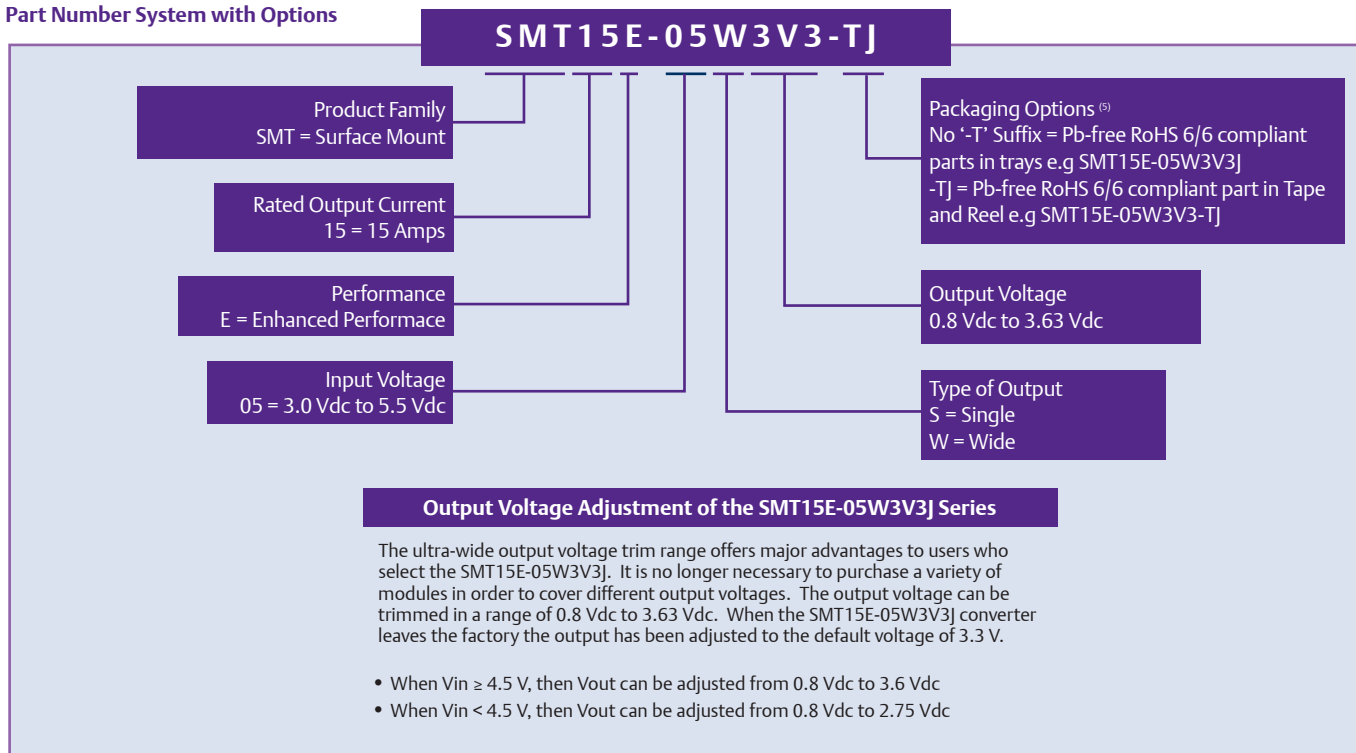 Part Number System with Options
SMT15E-05W3V3-TJ
Product Family
SMT = Surface Mount
Rated Output Current
15 = 15 Amps
Performance
E = Enhanced Performace
Input Voltage
05 = 3.0 Vdc to 5.5 Vdc
Packaging Options (5)
No ‘-T’ Suffix = Pb-free RoHS 6/6 compliant
parts in trays e.g SMT15E-05W3V3J
-TJ = Pb-free RoHS 6/6 compliant part in Tape
and Reel e.g SMT15E-05W3V3-TJ
Output Voltage
0.8 Vdc to 3.63 Vdc
Type of Output
S = Single
W = Wide
Output Voltage Adjustment of the SMT15E-05W3V3J Series
The ultra-wide output voltage trim range offers major advantages to users who
select the SMT15E-05W3V3J. It is no longer necessary to purchase a variety of
modules in order to cover different output voltages. The output voltage can be
trimmed in a range of 0.8 Vdc to 3.63 Vdc. When the SMT15E-05W3V3J converter
leaves the factory the output has been adjusted to the default voltage of 3.3 V.
• When Vin ≥ 4.5 V, then Vout can be adjusted from 0.8 Vdc to 3.6 Vdc
• When Vin < 4.5 V, then Vout can be adjusted from 0.8 Vdc to 2.75 Vdc